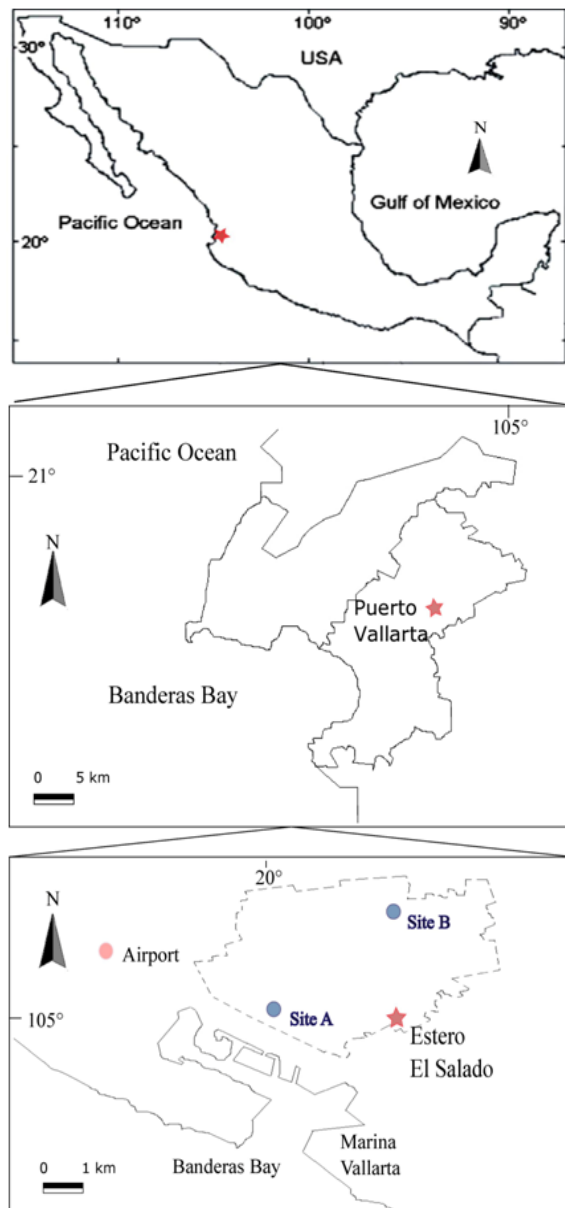 110°
100°
90°
30°
USA
N
Gulf of Mexico
Pacific Ocean
20°
105°
Pacific Ocean
21°
N
Puerto
Vallarta
Banderas Bay
0 5 km
20°
N
Site B
Airport
105°
Site A
Estero
El Salado
Marina
Vallarta
Banderas Bay
0 1 km